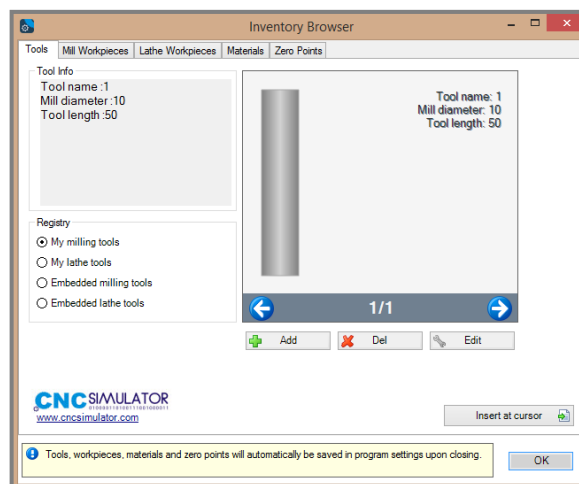 Inventory Browser
Tools
Mill Workpieces
Lathe Workpieces
Materials
Zero Points
Tool Info
Tool name :1
Mill diameter :10
Tool length :50
Tool name: 1
Mill diameter: 10
Tool length: 50
Registry
My milling tools
My lathe tools
Embedded milling tools
Embedded lathe tools
1/1
Add
Del
Edit
CNC SIMULATOR
www.cncsimulator.com
Insert at cursor
Tools, workpieces, materials and zero points will automatically be saved in program settings upon closing.
OK